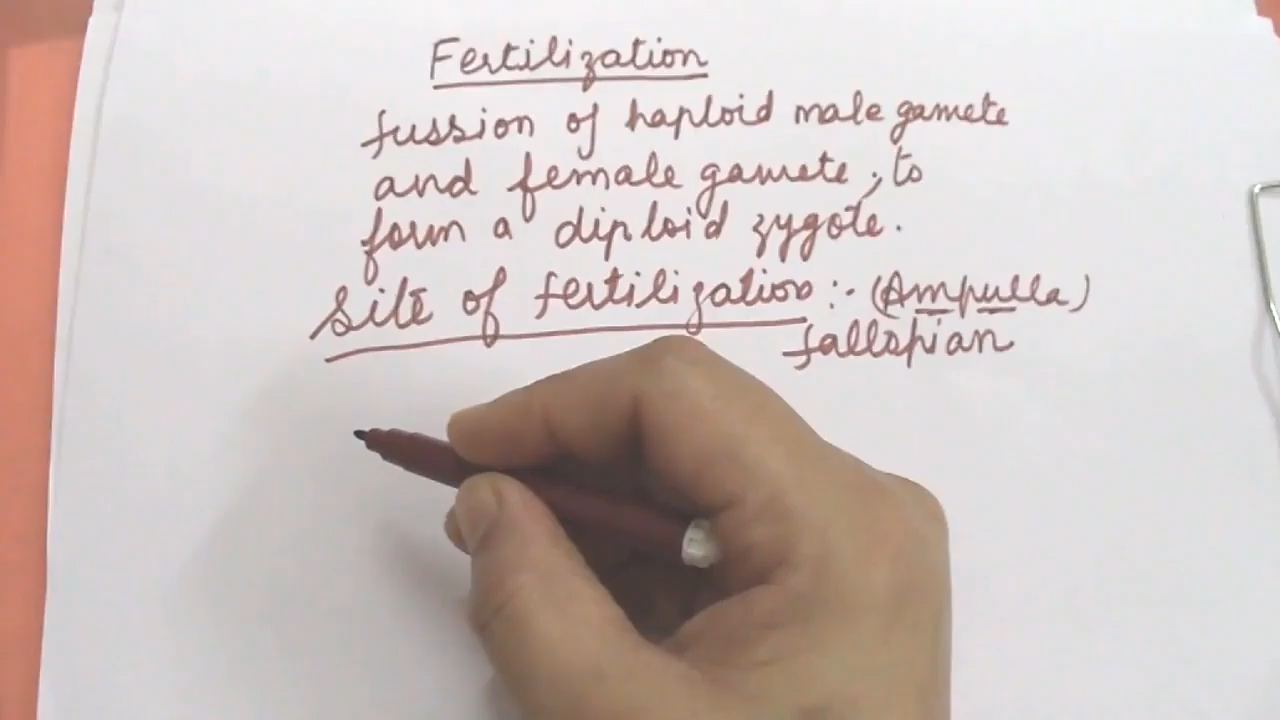 Fertilization
fussion of haploid male gamete
and female gamete, to
form a diploid zygote.
Site of fertilization :- (Ampulla)
fallopian